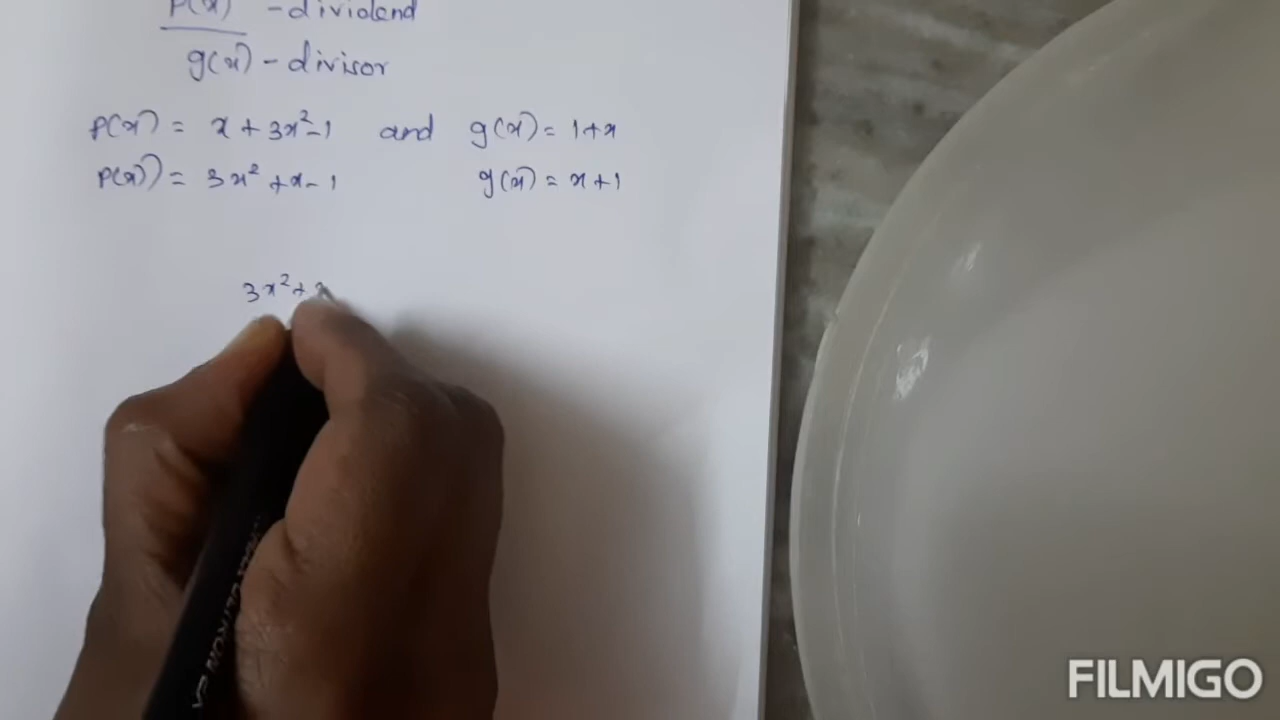 P(x) - dividend
g(x) - divisor
P(x) = x + 3x² - 1 and g(x) = 1 + x
P(x) = 3x² + x - 1 g(x) = x + 1
3x² +
FILMIGO